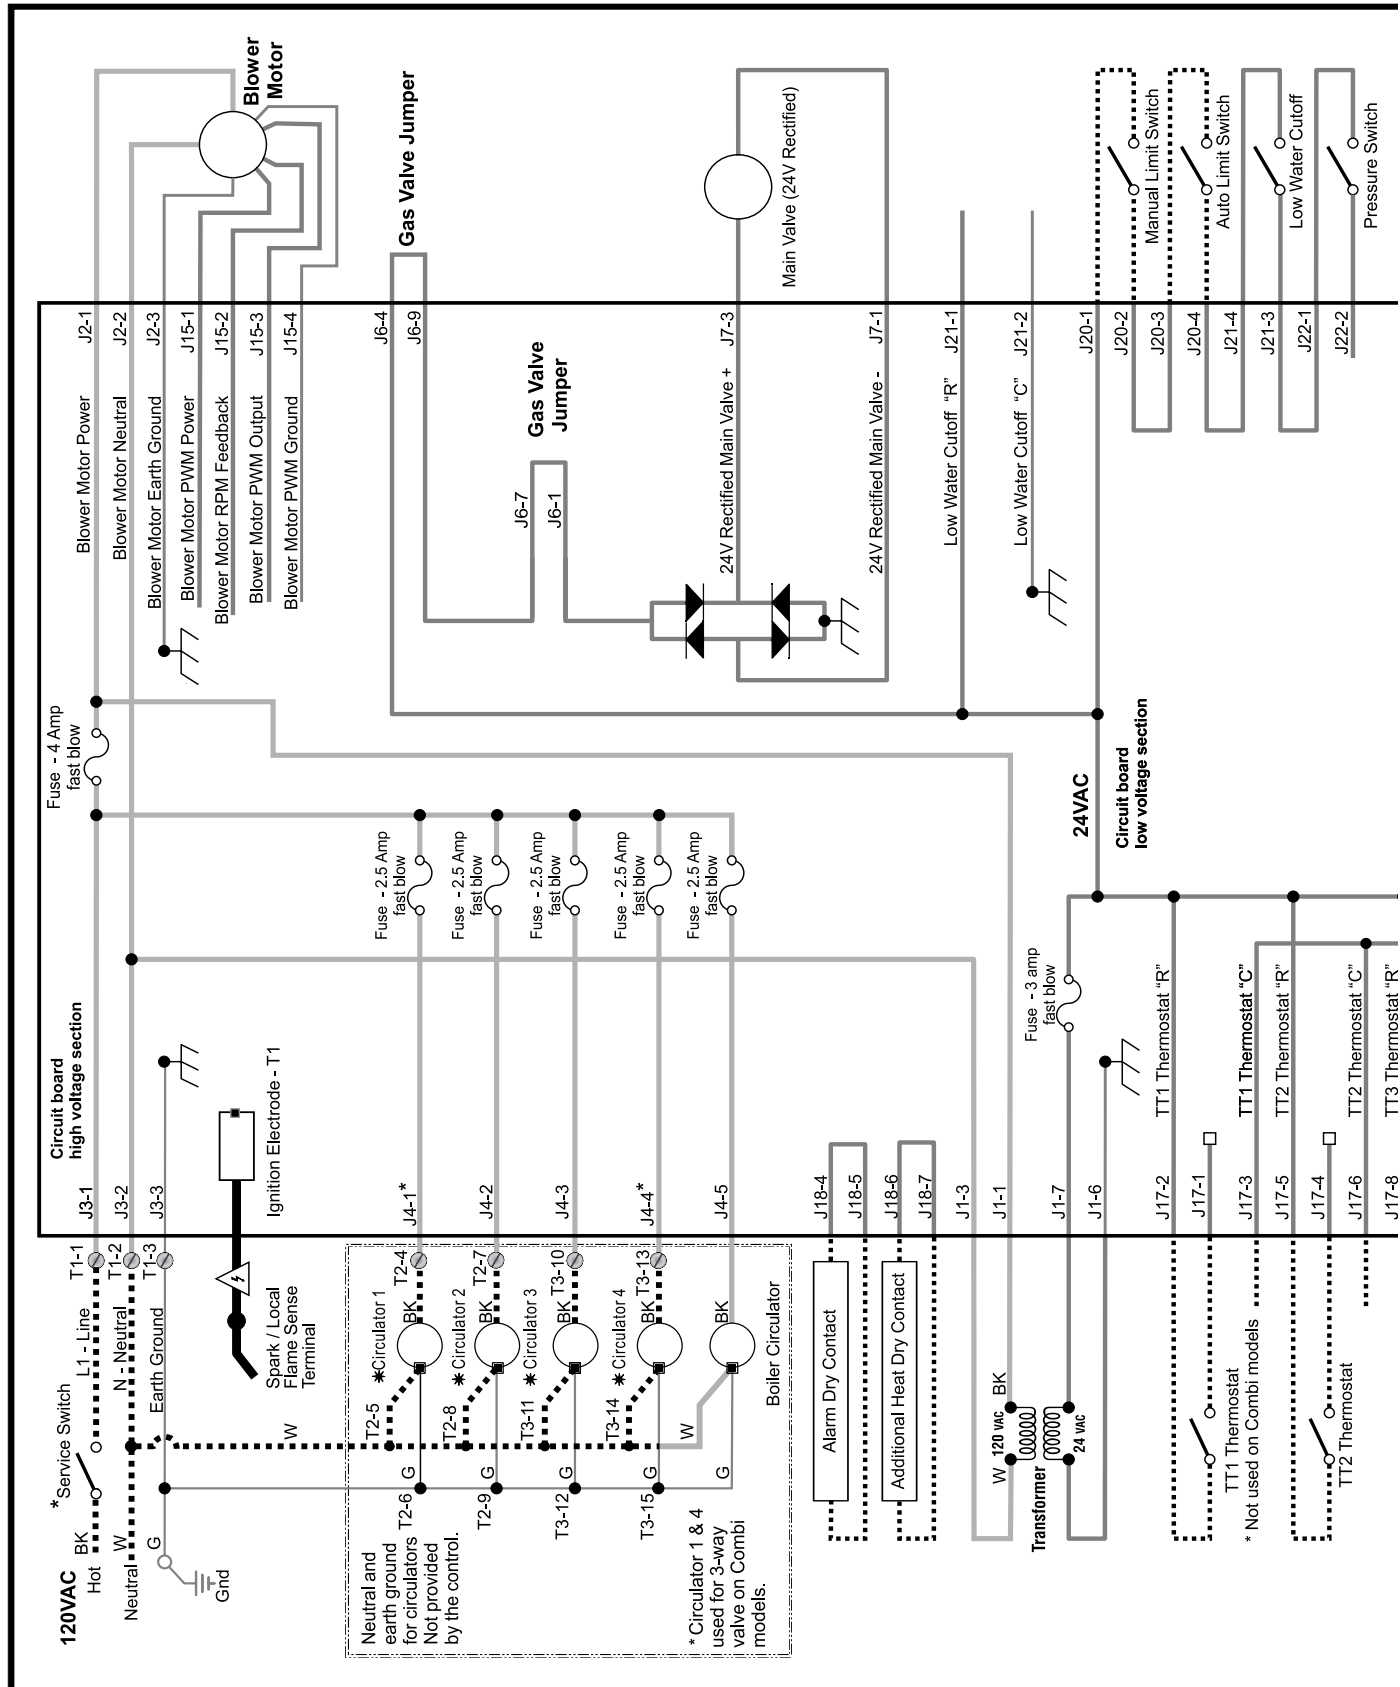 120VAC
Hot
BK
*Service Switch
L1 - Line
T1-1
J3-1
Circuit board
high voltage section
Fuse - 4 Amp
fast blow
Blower Motor Power
J2-1
Blower
Motor
Neutral
W
N - Neutral
T1-2
J3-2
Blower Motor Neutral
J2-2
G
Gnd
Earth Ground
T1-3
J3-3
Blower Motor Earth Ground
J2-3
Blower Motor PWM Power
J15-1
Blower Motor RPM Feedback
J15-2
Blower Motor PWM Output
J15-3
Blower Motor PWM Ground
J15-4
Spark / Local
Flame Sense
Terminal
Ignition Electrode - T1
W
Neutral and
earth ground
for circulators
Not provided
by the control.
T2-6
G
T2-5
✷Circulator 1
BK
T2-4
J4-1*
Fuse - 2.5 Amp
fast blow
J6-4
J6-9
Gas Valve Jumper
T2-9
G
T2-8
✷ Circulator 2
BK
T2-7
J4-2
Fuse - 2.5 Amp
fast blow
J6-7
J6-1
Gas Valve
Jumper
T3-12
G
T3-11
✷ Circulator 3
BK
T3-10
J4-3
Fuse - 2.5 Amp
fast blow
T3-15
G
T3-14
✷ Circulator 4
BK
T3-13
J4-4*
Fuse - 2.5 Amp
fast blow
* Circulator 1 & 4
used for 3-way
valve on Combi
models.
G
W
BK
J4-5
Fuse - 2.5 Amp
fast blow
Boiler Circulator
24V Rectified Main Valve +
J7-3
Main Valve (24V Rectified)
24V Rectified Main Valve -
J7-1
Alarm Dry Contact
J18-4
J18-5
Additional Heat Dry Contact
J18-6
J18-7
Low Water Cutoff “R”
J21-1
Low Water Cutoff “C”
J21-2
Transformer
W
120 VAC
BK
24 VAC
J1-3
J1-1
J1-7
J1-6
Fuse - 3 amp
fast blow
24VAC
Circuit board
low voltage section
J20-1
J20-2
Manual Limit Switch
J20-3
J20-4
Auto Limit Switch
J21-4
J21-3
Low Water Cutoff
J22-1
J22-2
Pressure Switch
J17-2
TT1 Thermostat “R”
J17-1
TT1 Thermostat
* Not used on Combi models
J17-3
TT1 Thermostat “C”
J17-5
TT2 Thermostat “R”
J17-4
TT2 Thermostat
J17-6
TT2 Thermostat “C”
J17-8
TT3 Thermostat “R”